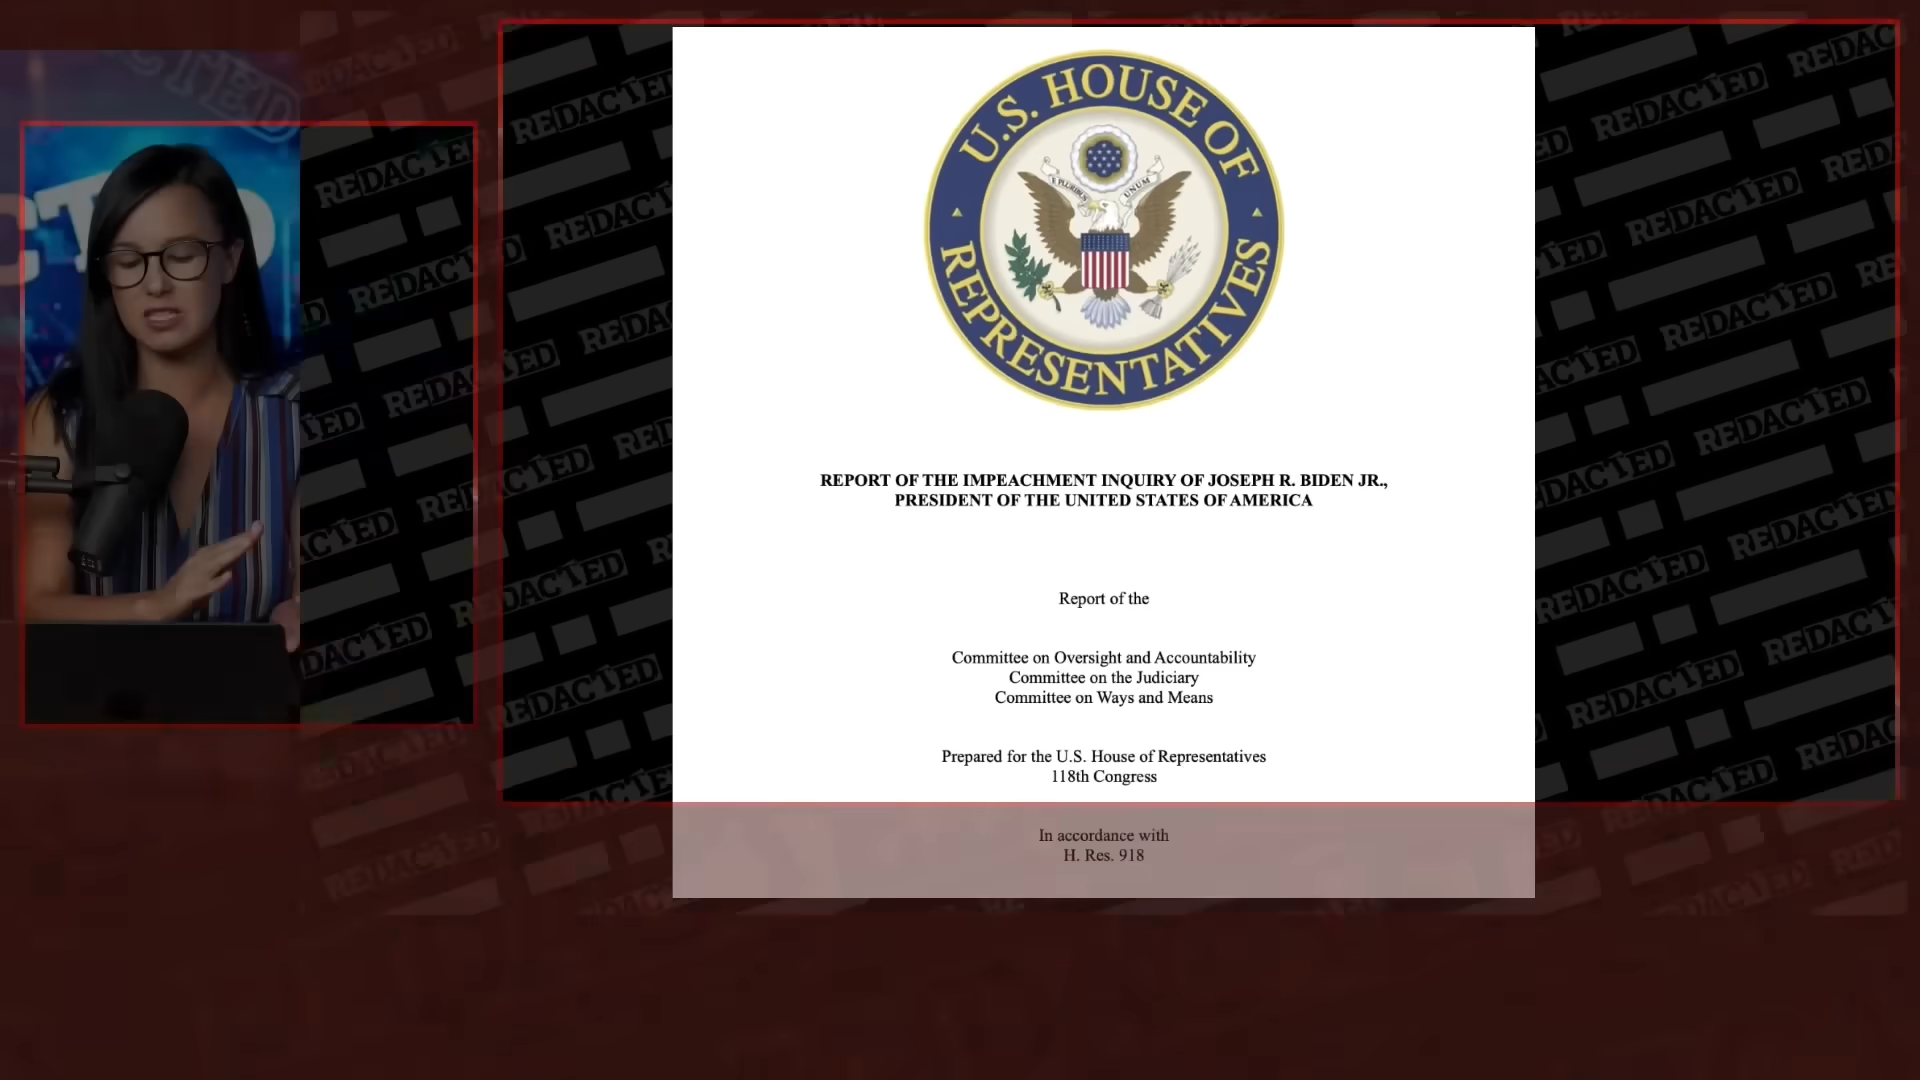 U.S. HOUSE OF
REPRESENTATIVES
E PLURIBUS UNUM
REPORT OF THE IMPEACHMENT INQUIRY OF JOSEPH R. BIDEN JR.,
PRESIDENT OF THE UNITED STATES OF AMERICA
Report of the
Committee on Oversight and Accountability
Committee on the Judiciary
Committee on Ways and Means
Prepared for the U.S. House of Representatives
118th Congress
In accordance with
H. Res. 918
REDACTED